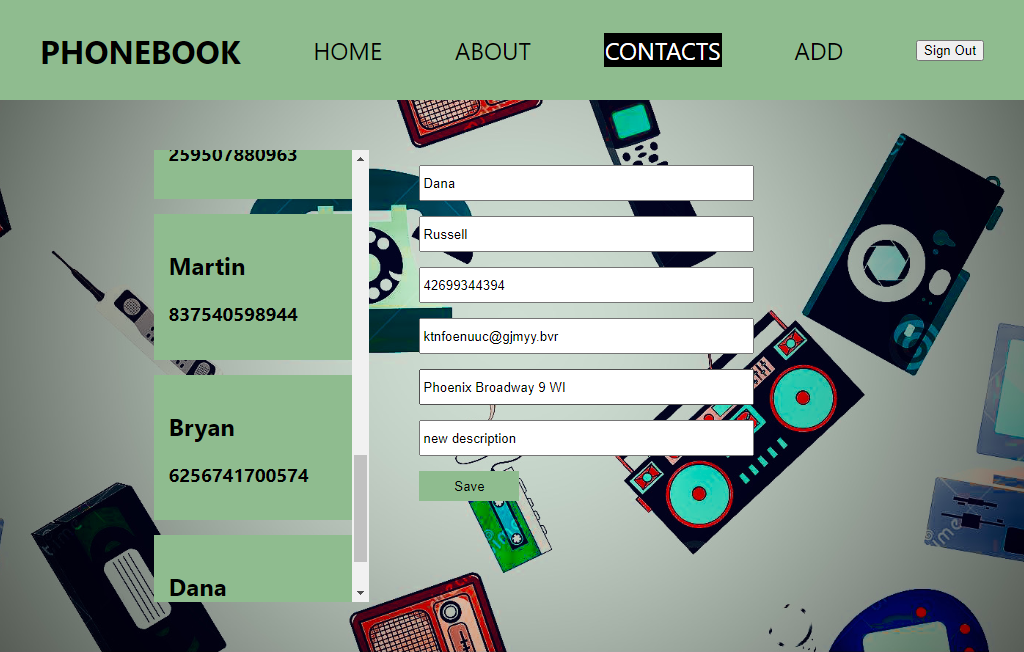 PHONEBOOK HOME ABOUT CONTACTS ADD Sign Out
259507880963
Martin
837540598944
Bryan
6256741700574
Dana
Dana
Russell
42699344394
ktnfoenuuc@gjmyy.bvr
Phoenix Broadway 9 WI
new description
Save